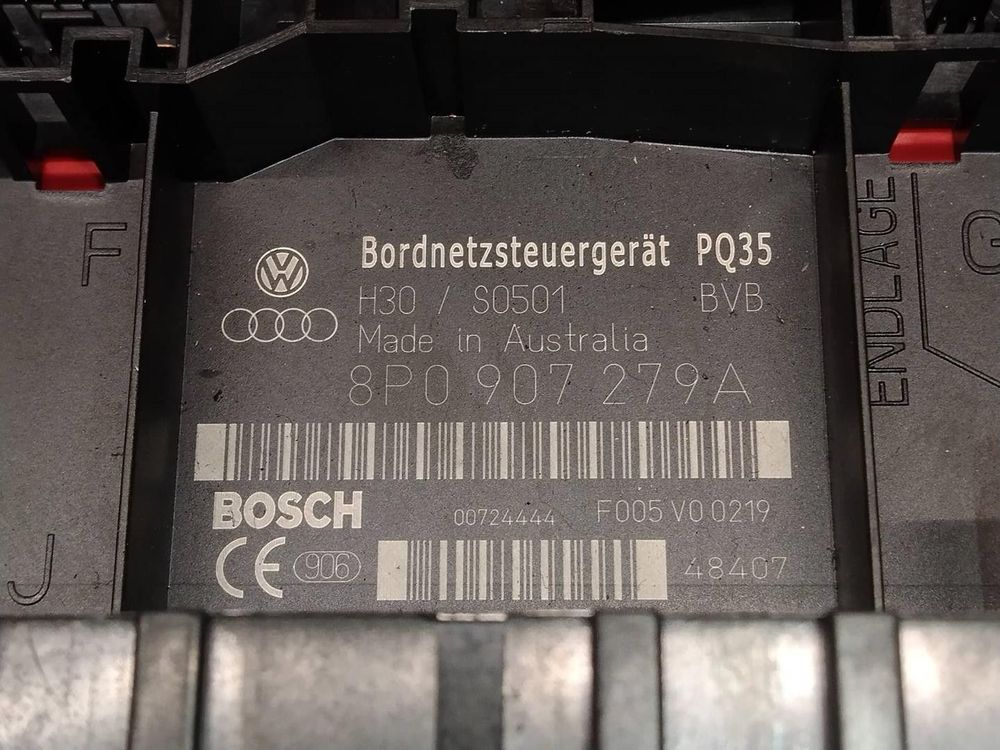 F
ENDLAGE
G
Bordnetzsteuergerät PQ35
H30 / S0501 BVB
Made in Australia
8P0 907 279A
BOSCH
00724444 F005 V0 0219
CE 906
48407
J